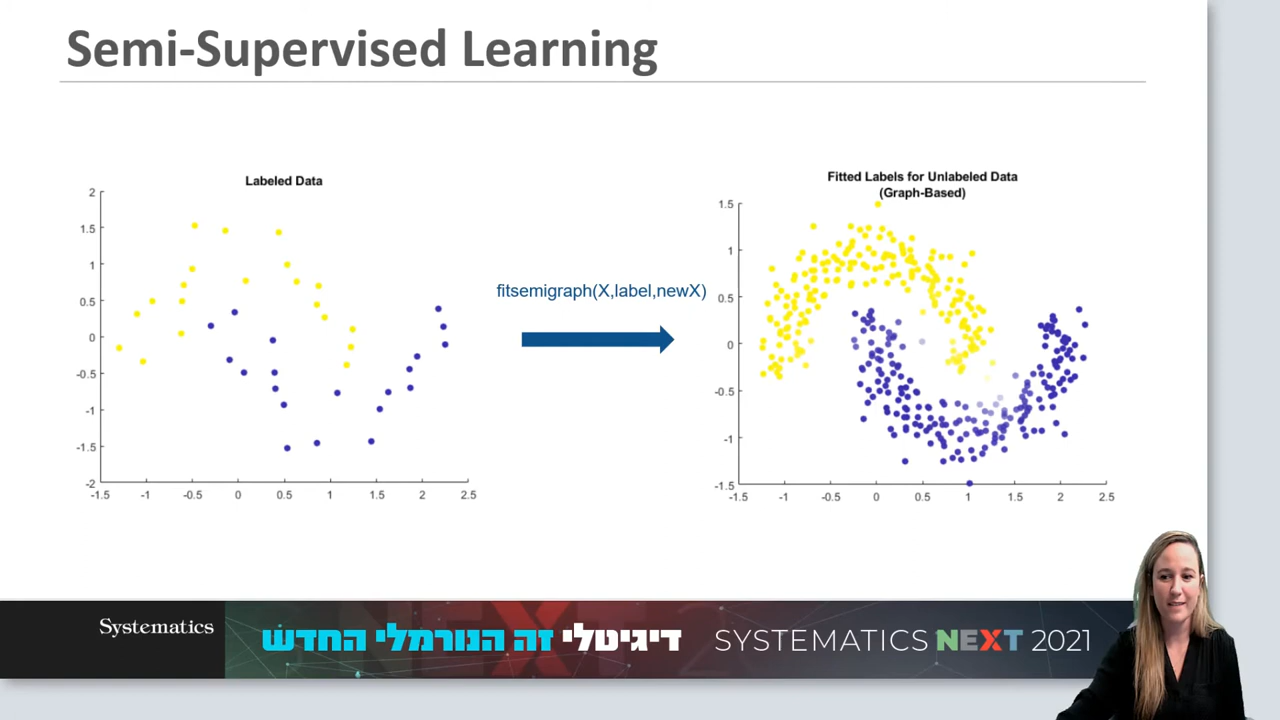 Semi-Supervised Learning
Labeled Data
2
1.5
1
0.5
0
-0.5
-1
-1.5
-2
-1.5 -1 -0.5 0 0.5 1 1.5 2 2.5
fitsemigraph(X,label,newX)
Fitted Labels for Unlabeled Data
(Graph-Based)
1.5
1
0.5
0
-0.5
-1
-1.5
-1.5 -1 -0.5 0 0.5 1 1.5 2 2.5
Systematics
דיגיטלי זה הנורמלי החדש
SYSTEMATICS NEXT 2021